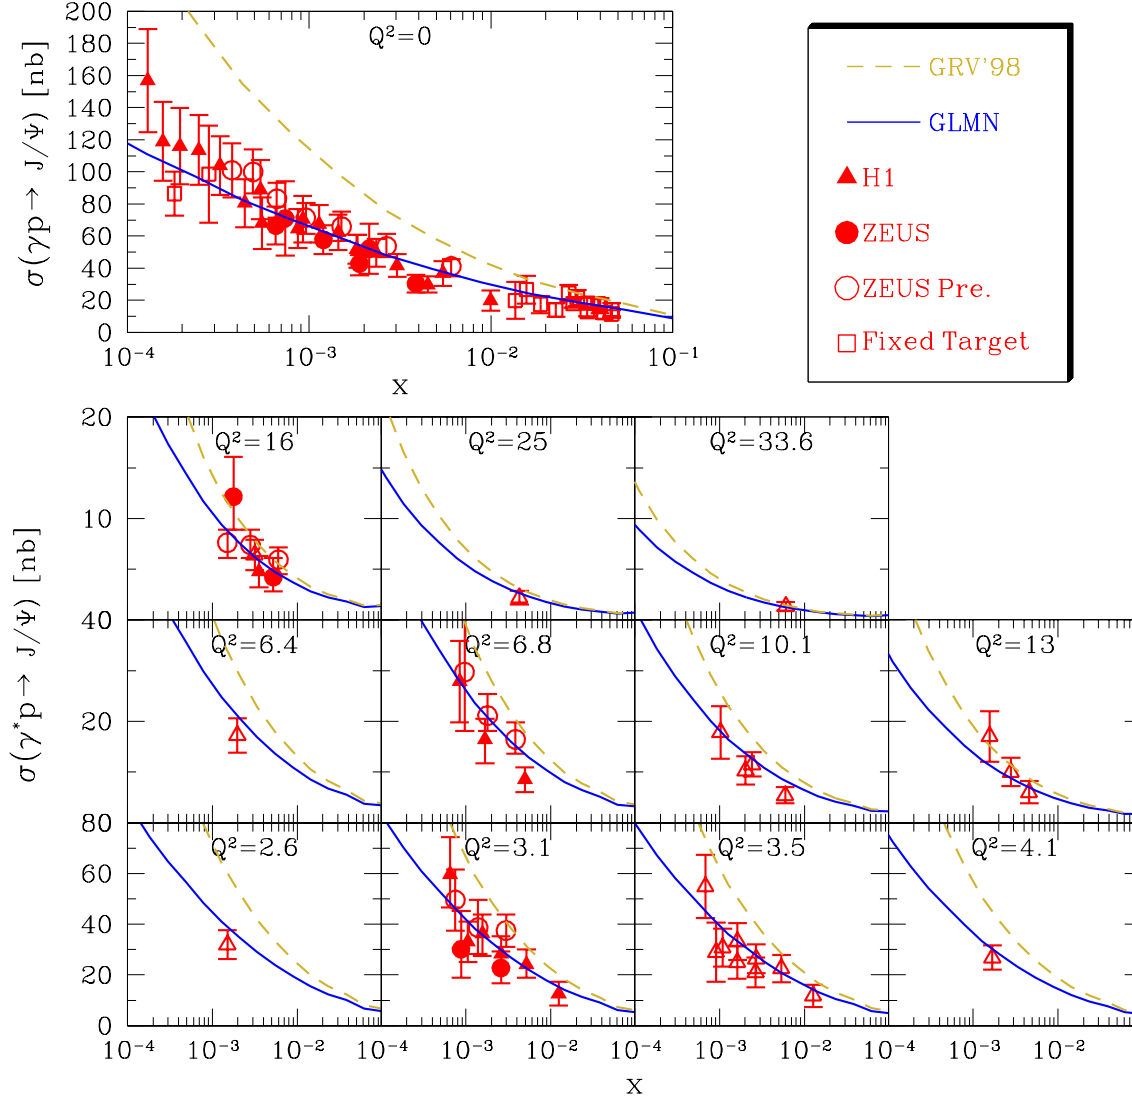 σ(γp→ J/Ψ) [nb]
200
180
160
140
120
100
80
60
40
20
0
Q²=0
10⁻⁴ 10⁻³ 10⁻² 10⁻¹
x
GRV'98
GLMN
H1
ZEUS
ZEUS Pre.
Fixed Target
σ(γ*p→ J/Ψ) [nb]
20
10
Q²=16 Q²=25 Q²=33.6
40
20
Q²=6.4 Q²=6.8 Q²=10.1 Q²=13
80
60
40
20
0
Q²=2.6 Q²=3.1 Q²=3.5 Q²=4.1
10⁻⁴ 10⁻³ 10⁻² 10⁻⁴ 10⁻³ 10⁻² 10⁻⁴ 10⁻³ 10⁻² 10⁻⁴ 10⁻³ 10⁻²
x